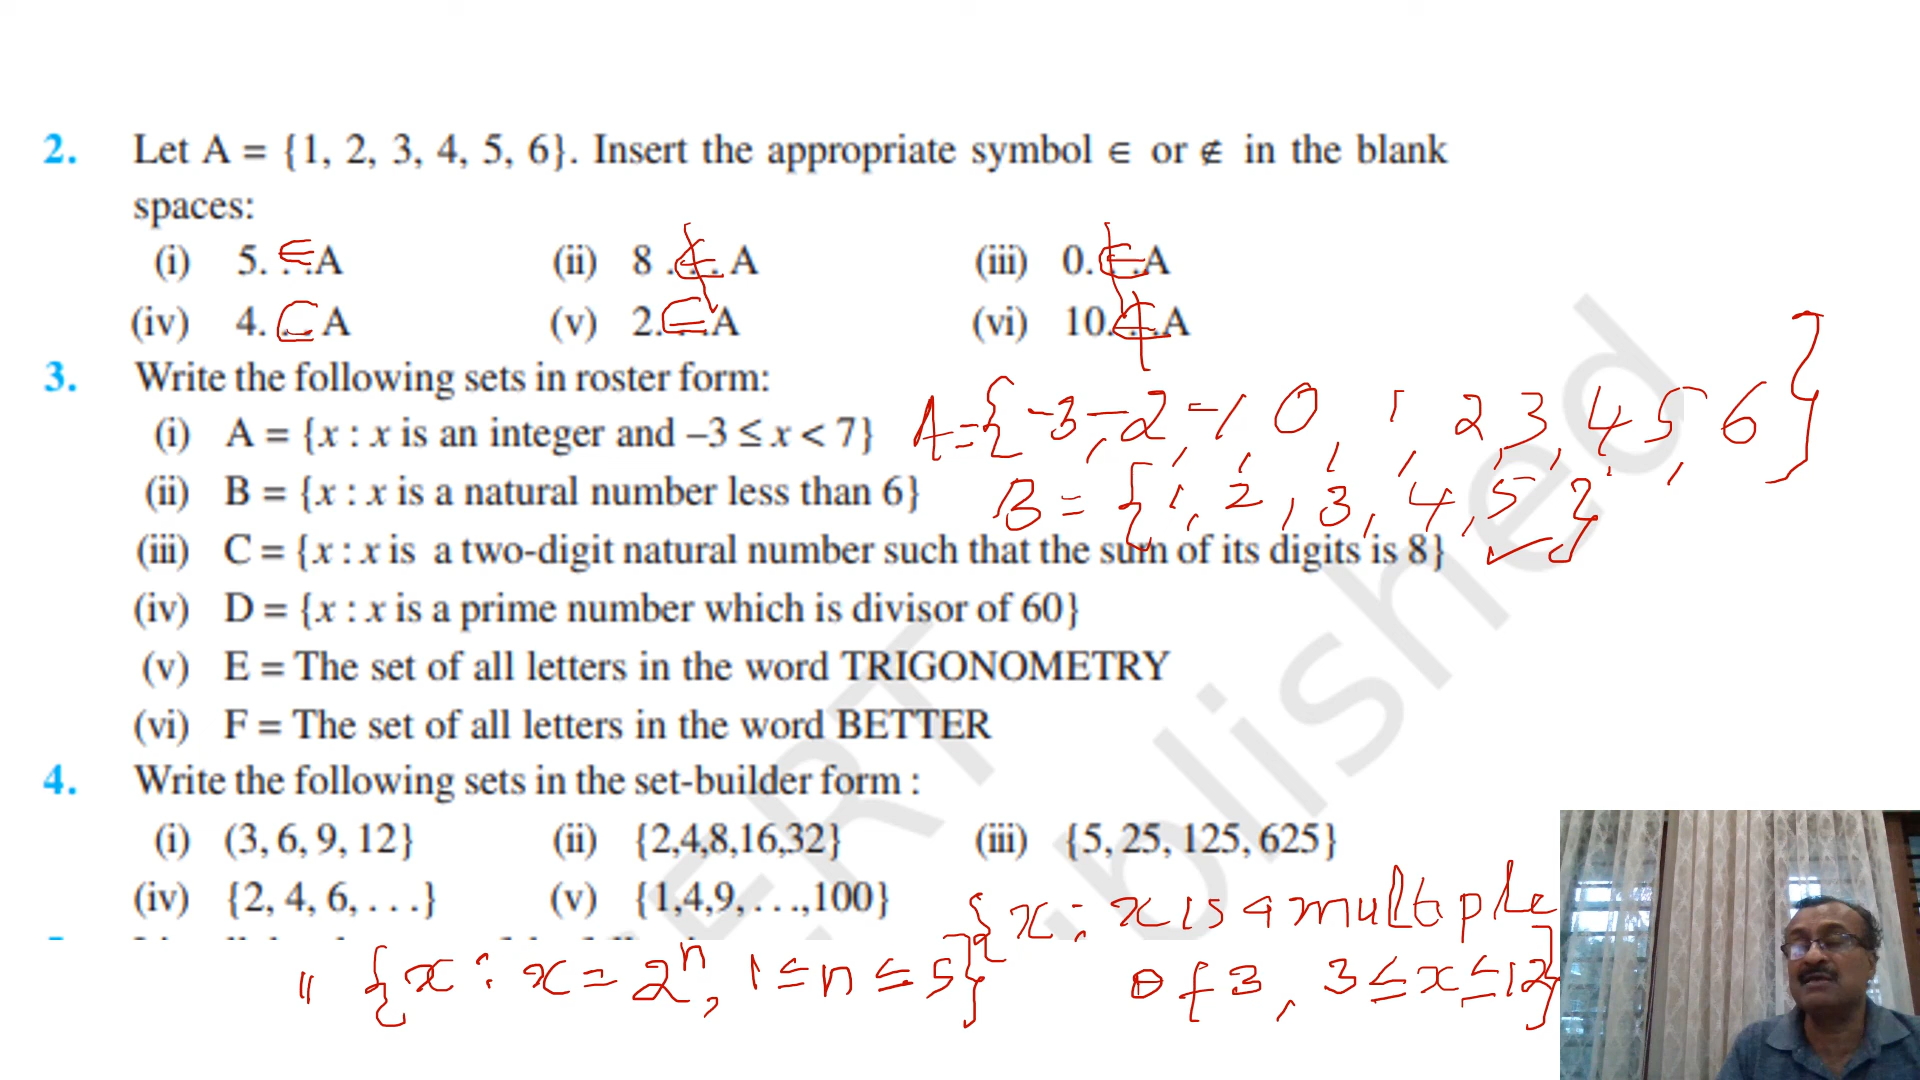 2. Let A = {1, 2, 3, 4, 5, 6}. Insert the appropriate symbol ∈ or ∉ in the blank
spaces:
(i) 5. ∈ A (ii) 8 . ∉ . A (iii) 0. ∉ .A
(iv) 4. ∈ A (v) 2. ∈ .A (vi) 10. ∉ .A
3. Write the following sets in roster form:
(i) A = {x : x is an integer and –3 ≤ x < 7} A = {-3, -2, -1, 0, 1, 2, 3, 4, 5, 6}
(ii) B = {x : x is a natural number less than 6} B = {1, 2, 3, 4, 5}
(iii) C = {x : x is a two-digit natural number such that the sum of its digits is 8}
(iv) D = {x : x is a prime number which is divisor of 60}
(v) E = The set of all letters in the word TRIGONOMETRY
(vi) F = The set of all letters in the word BETTER
4. Write the following sets in the set-builder form :
(i) (3, 6, 9, 12} (ii) {2,4,8,16,32} (iii) {5, 25, 125, 625}
(iv) {2, 4, 6, . . .} (v) {1,4,9, . . .,100}
{x : x is a multiple
of 3, 3 ≤ x ≤ 12}
ii {x : x = 2ⁿ, 1 ≤ n ≤ 5}